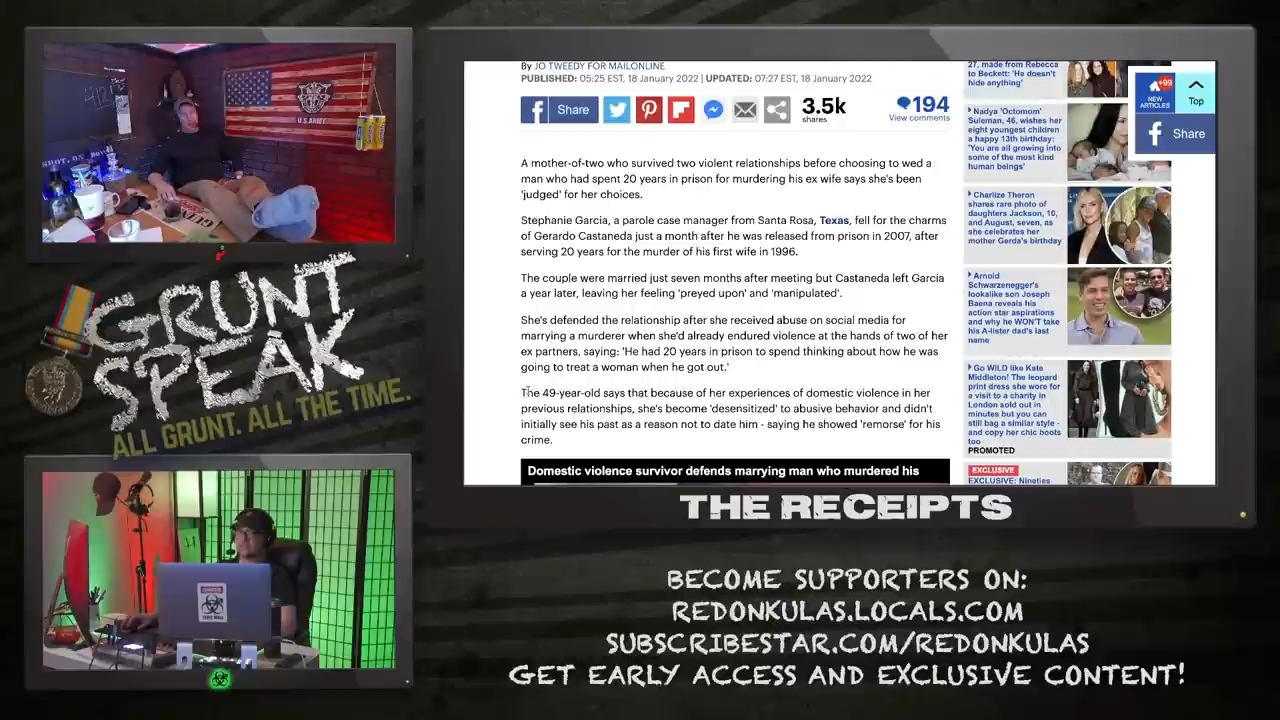 U.S. ARMY
GRUNT
SPEAK
ALL GRUNT. ALL THE TIME.
By JO TWEEDY FOR MAILONLINE
PUBLISHED: 05:25 EST, 18 January 2022 | UPDATED: 07:27 EST, 18 January 2022
Share
3.5k
shares
194
View comments
A mother-of-two who survived two violent relationships before choosing to wed a
man who had spent 20 years in prison for murdering his ex wife says she's been
'judged' for her choices.
Stephanie Garcia, a parole case manager from Santa Rosa, Texas, fell for the charms
of Gerardo Castaneda just a month after he was released from prison in 2007, after
serving 20 years for the murder of his first wife in 1996.
The couple were married just seven months after meeting but Castaneda left Garcia
a year later, leaving her feeling 'preyed upon' and 'manipulated'.
She's defended the relationship after she received abuse on social media for
marrying a murderer when she'd already endured violence at the hands of two of her
ex partners, saying: 'He had 20 years in prison to spend thinking about how he was
going to treat a woman when he got out.'
The 49-year-old says that because of her experiences of domestic violence in her
previous relationships, she's become 'desensitized' to abusive behavior and didn't
initially see his past as a reason not to date him - saying he showed 'remorse' for his
crime.
Domestic violence survivor defends marrying man who murdered his
27, made from Rebecca
to Beckett: 'He doesn't
hide anything'
Nadya 'Octomom'
Suleman, 46, wishes her
eight youngest children
a happy 13th birthday:
'You are all growing into
some of the most kind
human beings'
Charlize Theron
shares rare photo of
daughters Jackson, 10,
and August, seven, as
she celebrates her
mother Gerda's birthday
Arnold
Schwarzenegger's
lookalike son Joseph
Baena reveals his
action star aspirations
and why he WON'T take
his A-lister dad's last
name
Go WILD like Kate
Middleton! The leopard
print dress she wore for
a visit to a charity in
London sold out in
minutes but you can
still bag a similar style -
and copy her chic boots
too
PROMOTED
EXCLUSIVE
EXCLUSIVE: Nineties
+99
NEW
ARTICLES
Top
Share
THE RECEIPTS
BECOME SUPPORTERS ON:
REDONKULAS.LOCALS.COM
SUBSCRIBESTAR.COM/REDONKULAS
GET EARLY ACCESS AND EXCLUSIVE CONTENT!